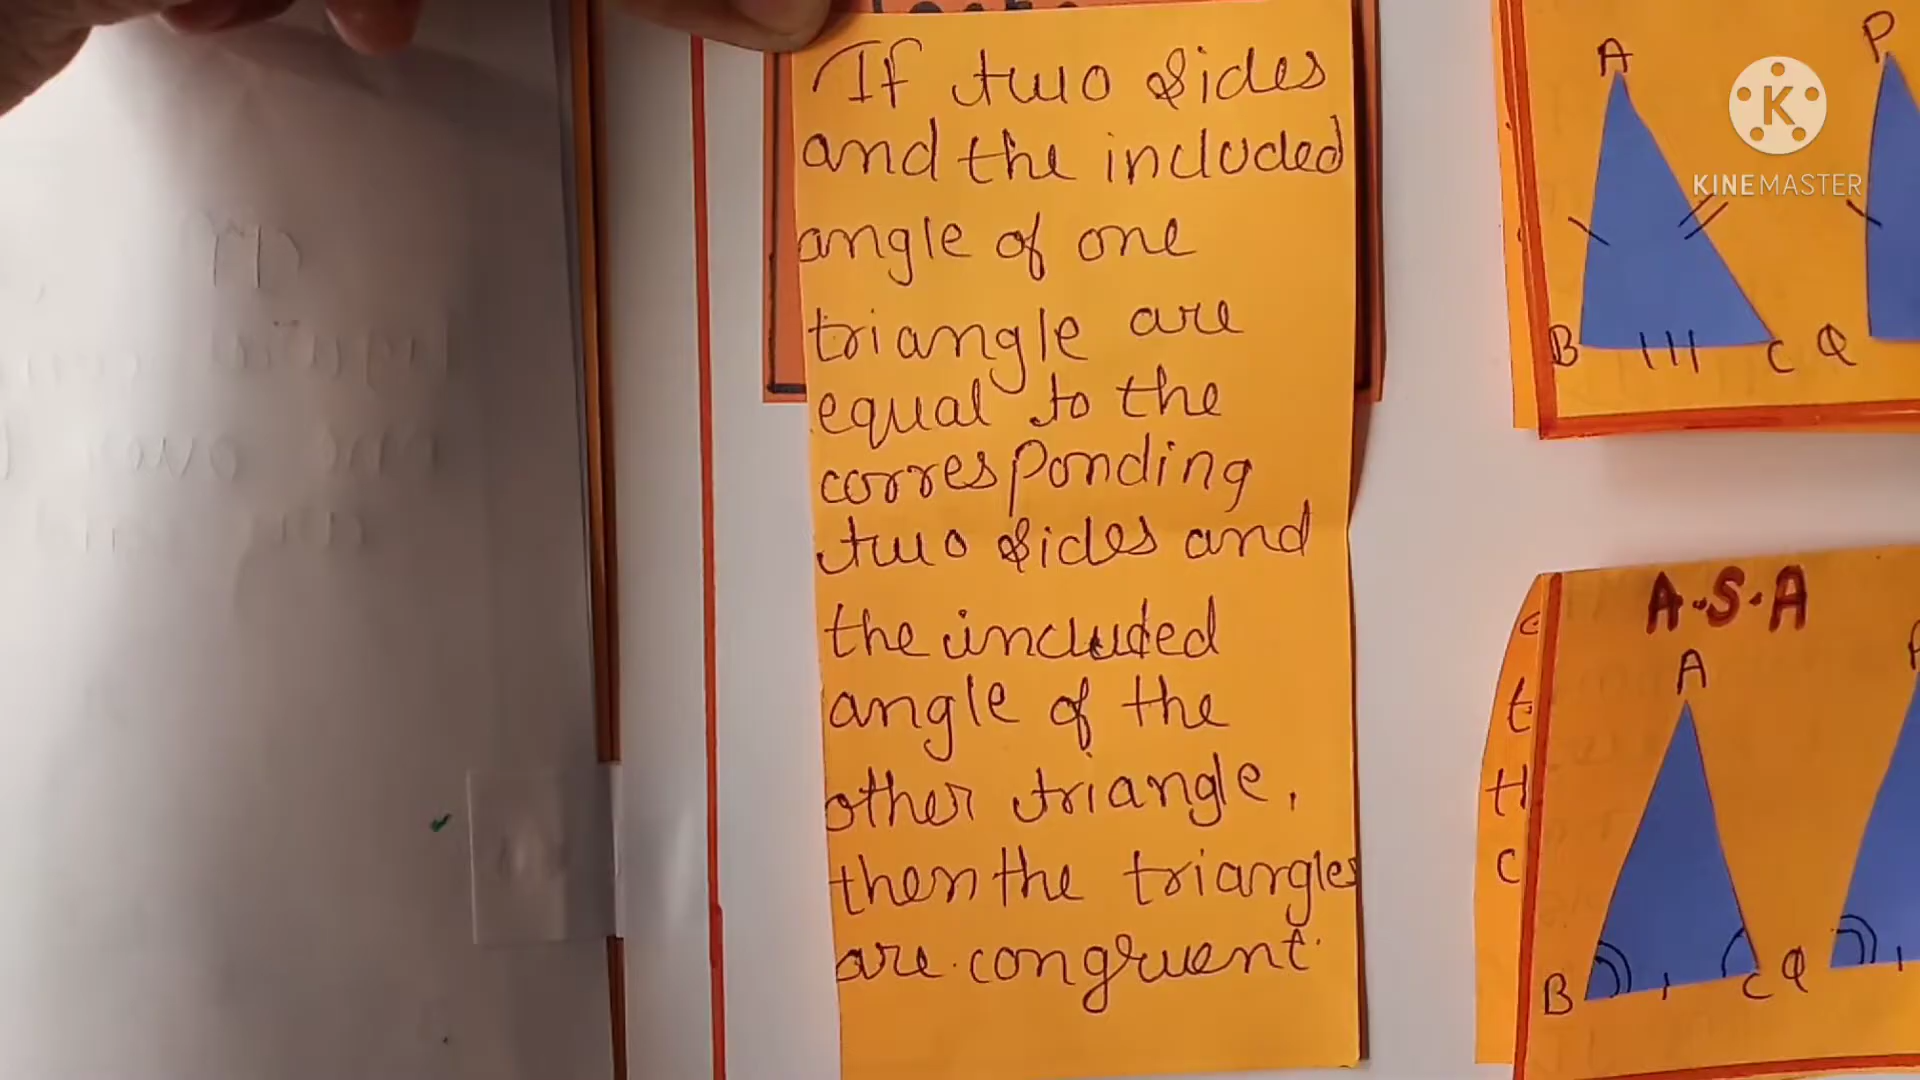 If two sides
and the included
angle of one
triangle are
equal to the
corresponding
two sides and
the included
angle of the
other triangle,
then the triangles
are congruent.
A
P
K
KINEMASTER
B
C
Q
A.S.A
A
B
C
Q
t
H
C